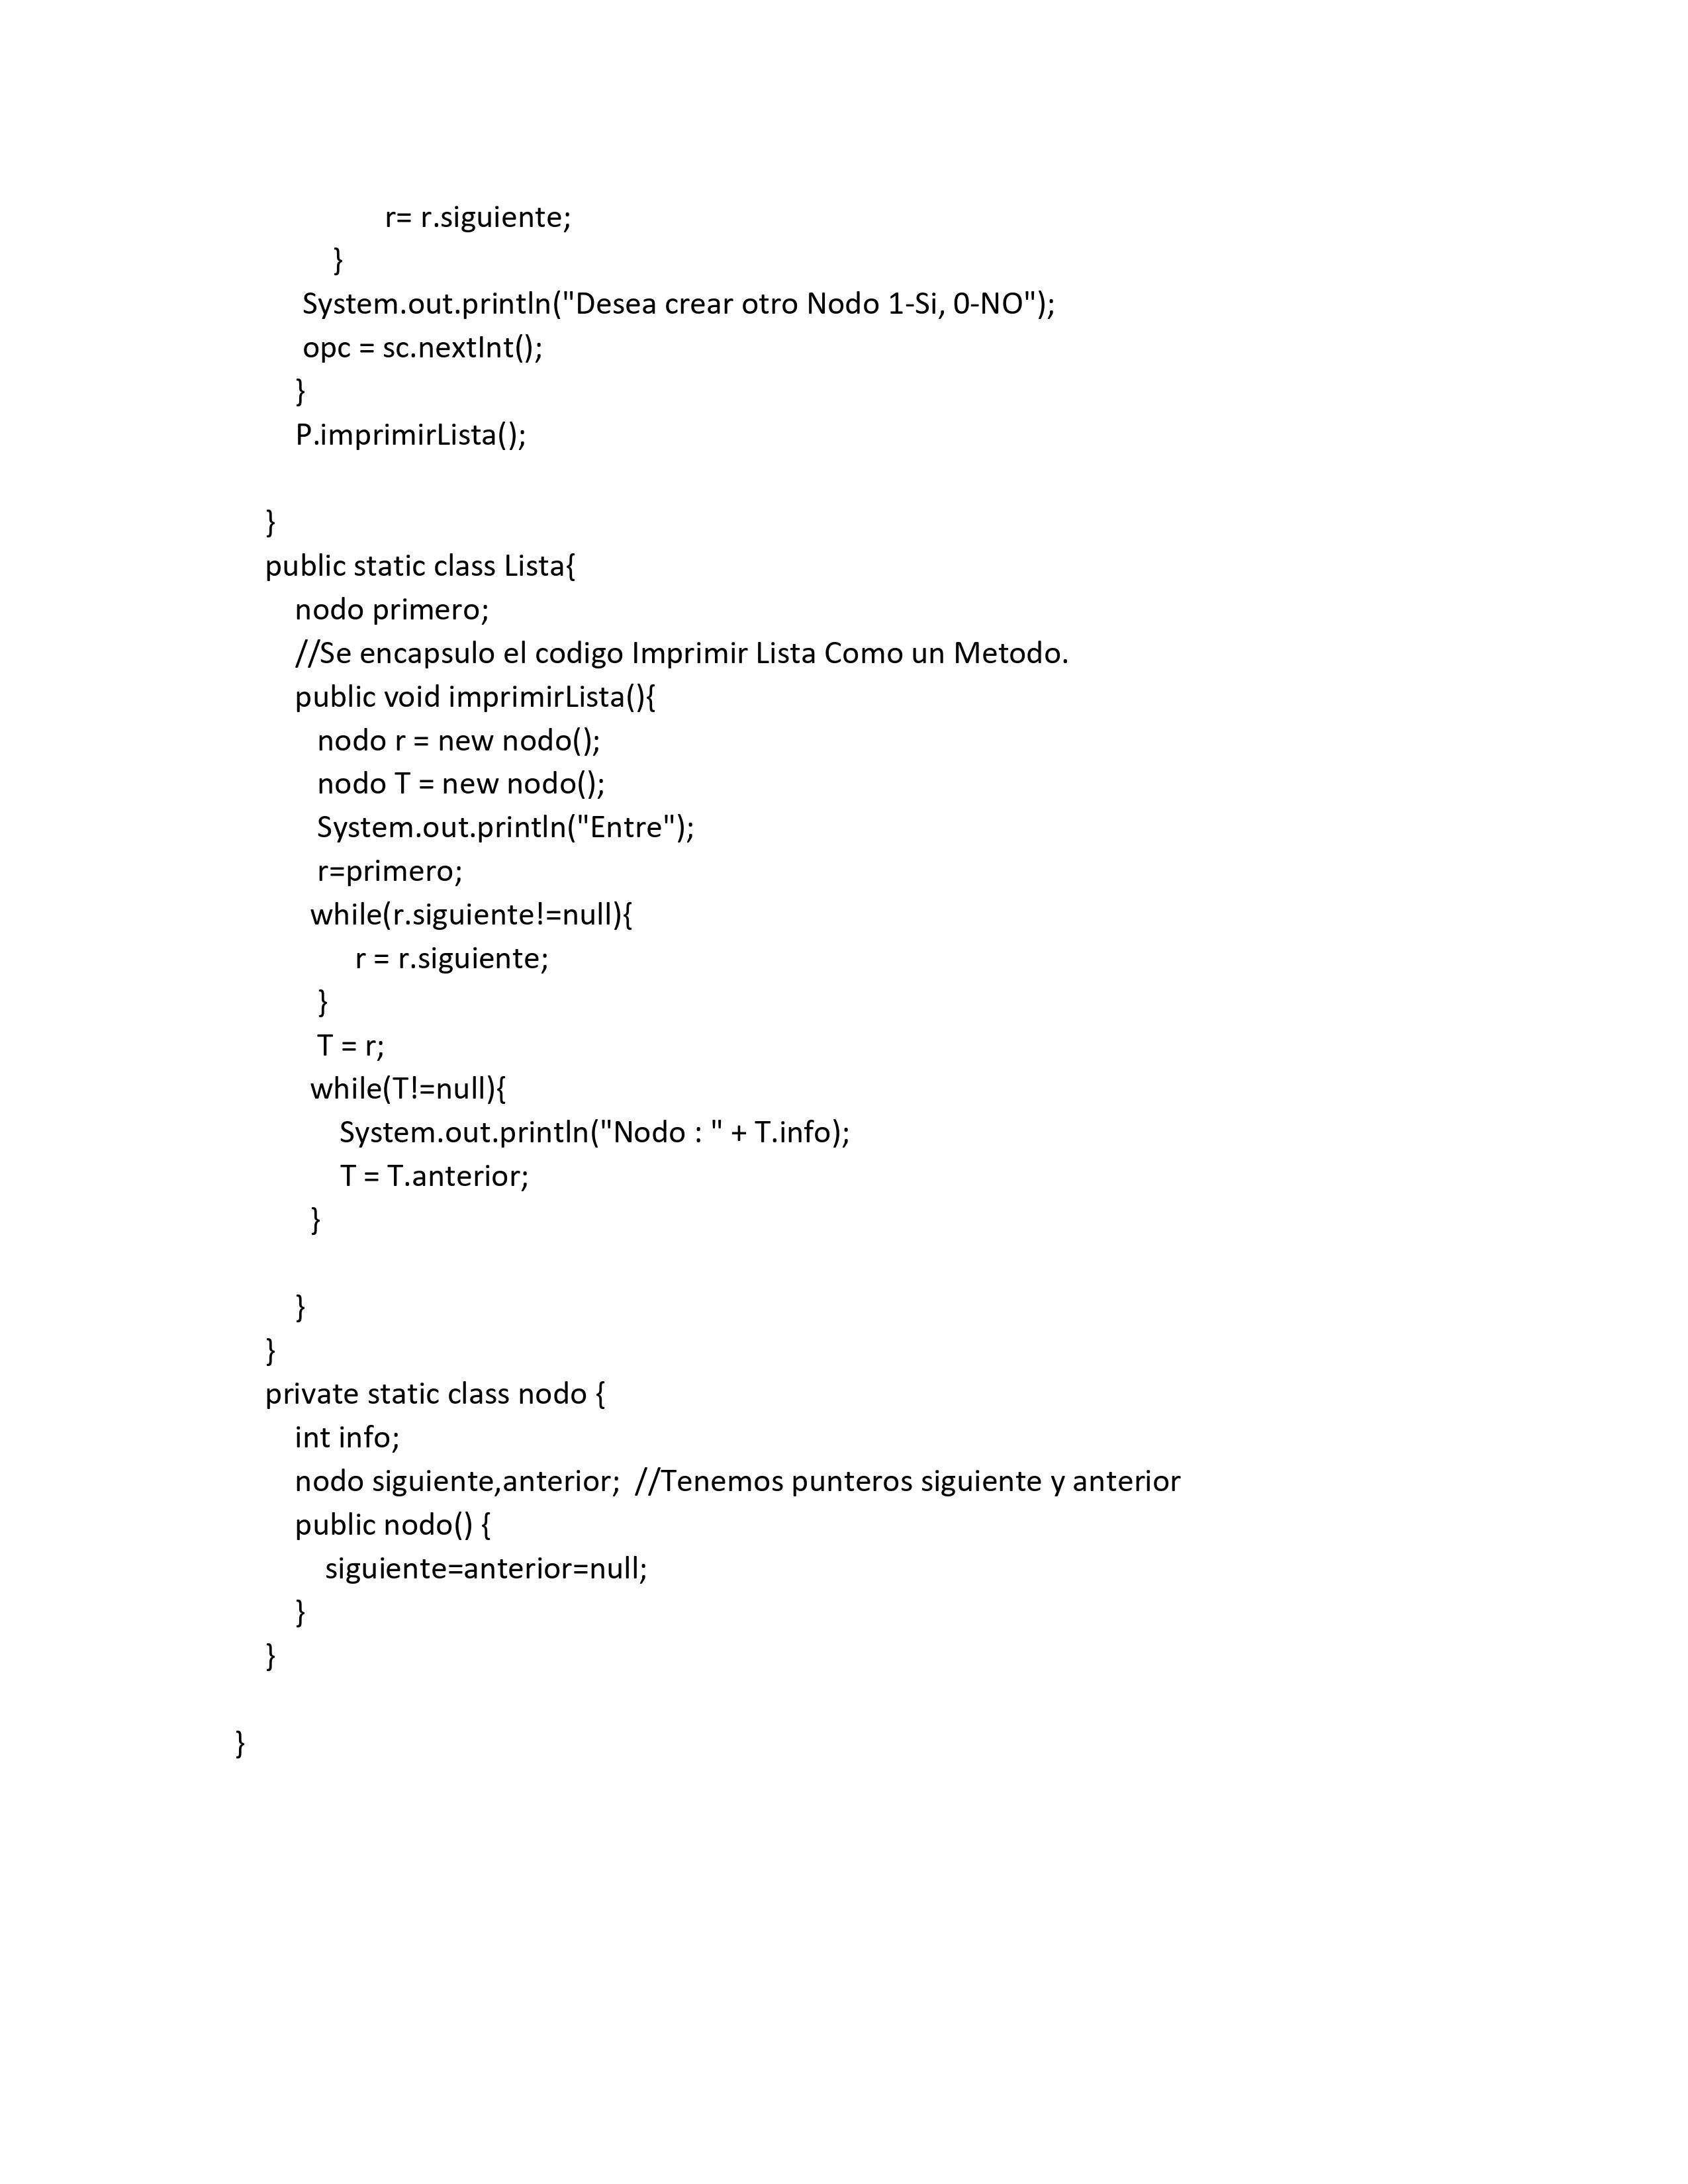 r= r.siguiente;
}
System.out.println("Desea crear otro Nodo 1-Si, 0-NO");
opc = sc.nextInt();
}
P.imprimirLista();
}
public static class Lista{
nodo primero;
//Se encapsulo el codigo Imprimir Lista Como un Metodo.
public void imprimirLista(){
nodo r = new nodo();
nodo T = new nodo();
System.out.println("Entre");
r=primero;
while(r.siguiente!=null){
r = r.siguiente;
}
T = r;
while(T!=null){
System.out.println("Nodo : " + T.info);
T = T.anterior;
}
}
}
private static class nodo {
int info;
nodo siguiente,anterior;  //Tenemos punteros siguiente y anterior
public nodo() {
siguiente=anterior=null;
}
}
}